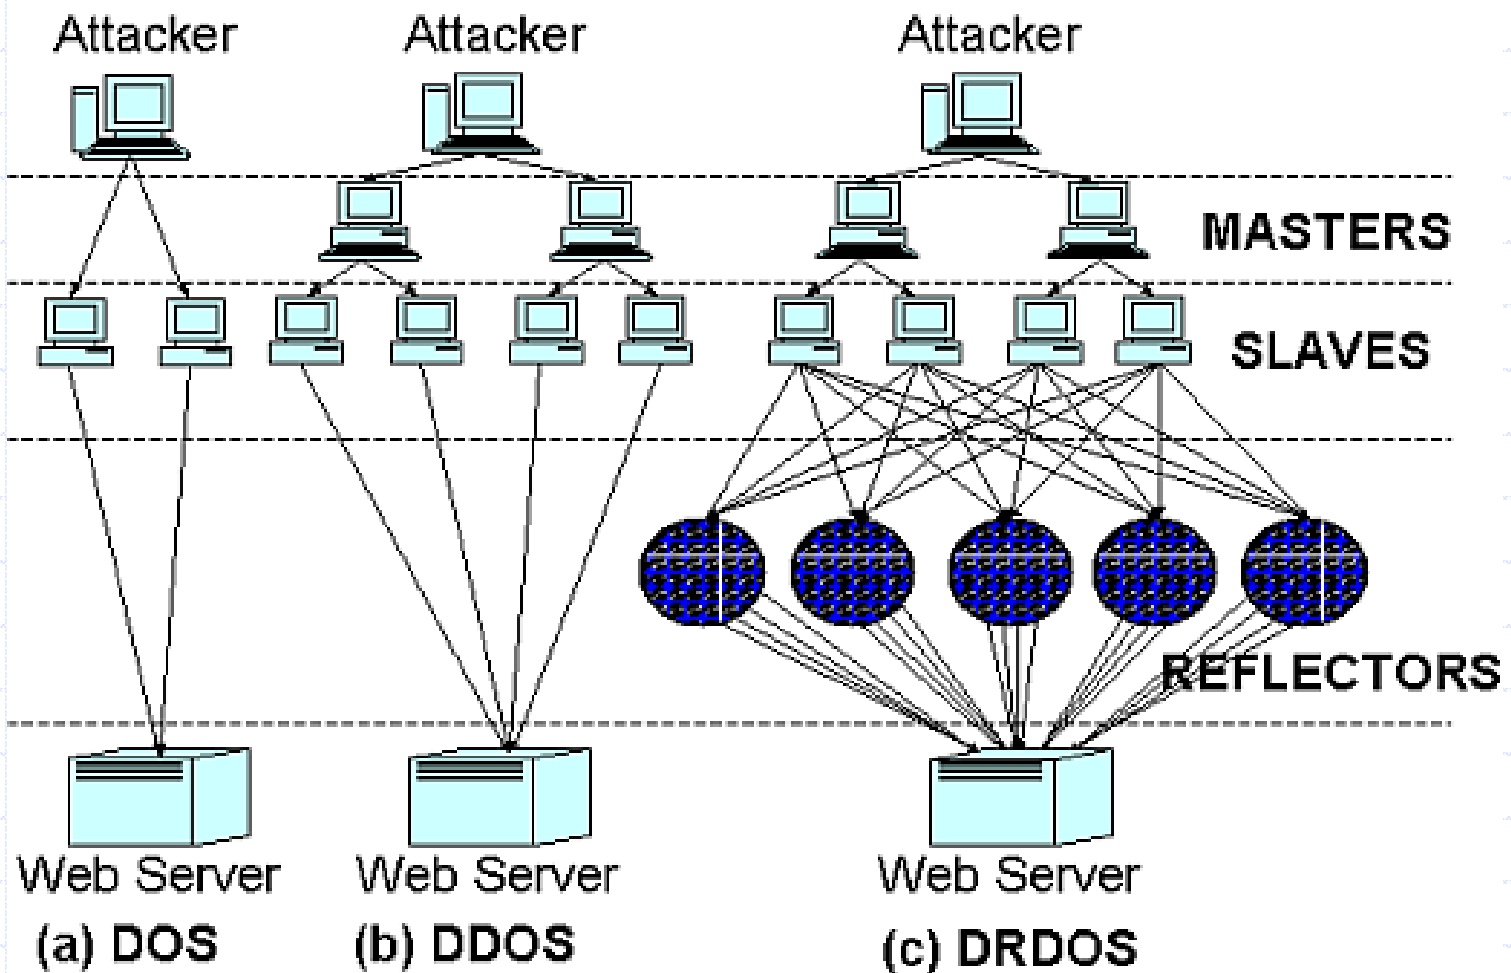 Attacker
Attacker
Attacker
MASTERS
SLAVES
REFLECTORS
Web Server
Web Server
Web Server
(a) DOS
(b) DDOS
(c) DRDOS